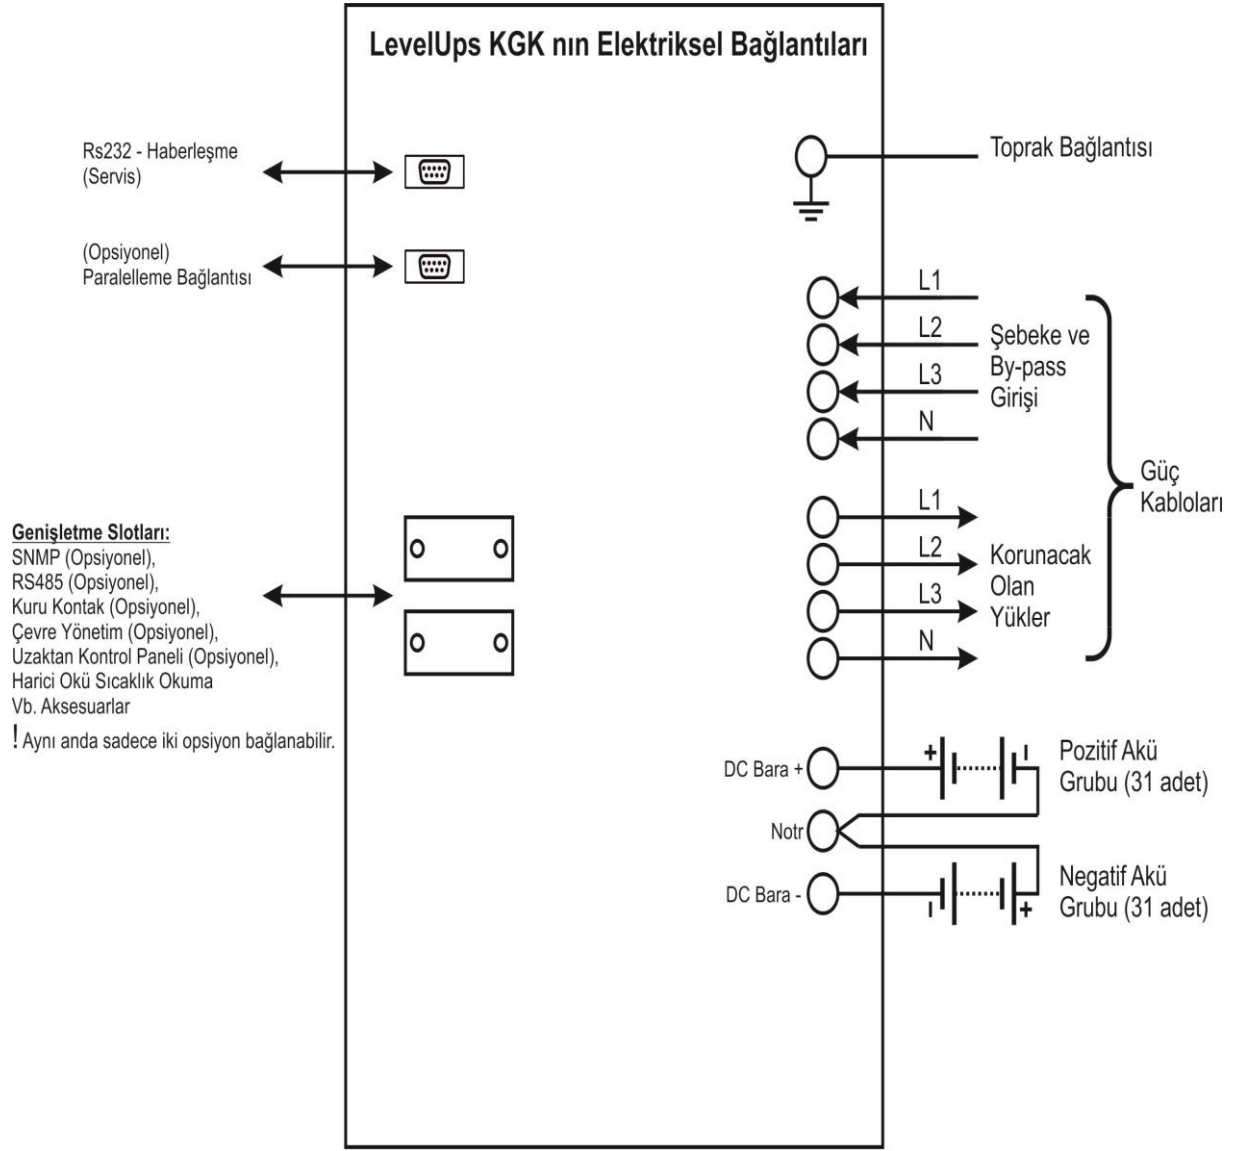 LevelUps KGK nın Elektriksel Bağlantıları
Rs232 - Haberleşme
(Servis)
(Opsiyonel)
Paralelleme Bağlantısı
Genişletme Slotları:
SNMP (Opsiyonel),
RS485 (Opsiyonel),
Kuru Kontak (Opsiyonel),
Çevre Yönetim (Opsiyonel),
Uzaktan Kontrol Paneli (Opsiyonel),
Harici Okü Sıcaklık Okuma
Vb. Aksesuarlar
! Aynı anda sadece iki opsiyon bağlanabilir.
Toprak Bağlantısı
L1
L2
L3
N
Şebeke ve
By-pass
Girişi
L1
L2
L3
N
Korunacak
Olan
Yükler
Güç
Kabloları
DC Bara +
+
ı
Pozitif Akü
Grubu (31 adet)
Notr
DC Bara -
ı
+
Negatif Akü
Grubu (31 adet)